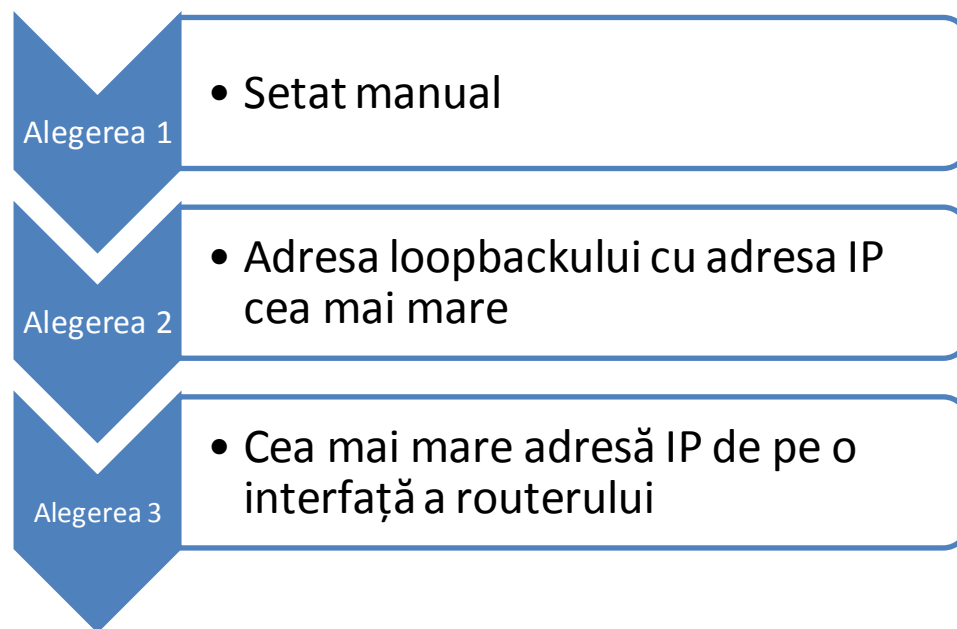 Alegerea 1
• Setat manual
Alegerea 2
• Adresa loopbackului cu adresa IP
cea mai mare
Alegerea 3
• Cea mai mare adresă IP de pe o
interfață a routerului